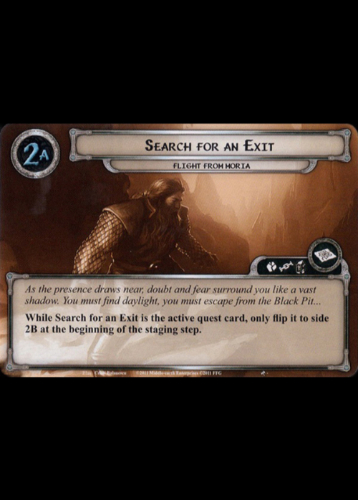 2A
SEARCH FOR AN EXIT
FLIGHT FROM MORIA
As the presence draws near, doubt and fear surround you like a vast
shadow. You must find daylight, you must escape from the Black Pit...
While Search for an Exit is the active quest card, only flip it to side
2B at the beginning of the staging step.
FFG